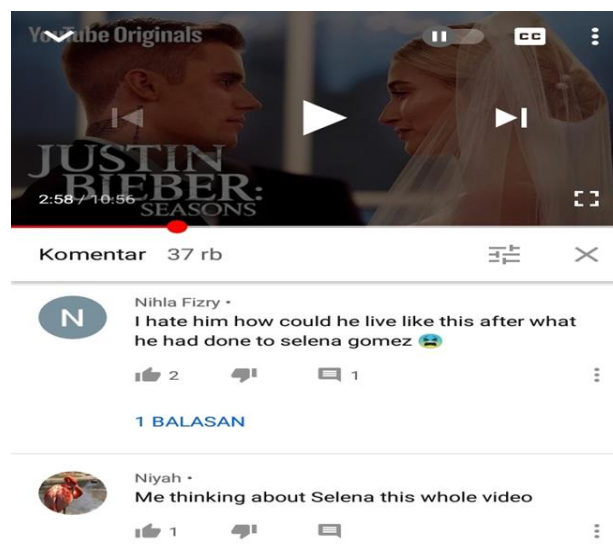 YouTube Originals
CC
JUSTIN
BIEBER:
SEASONS
2:58 / 10:56
Komentar 37 rb
N
Nihla Fizry •
I hate him how could he live like this after what
he had done to selena gomez 😫
2 1
1 BALASAN
Niyah •
Me thinking about Selena this whole video
1